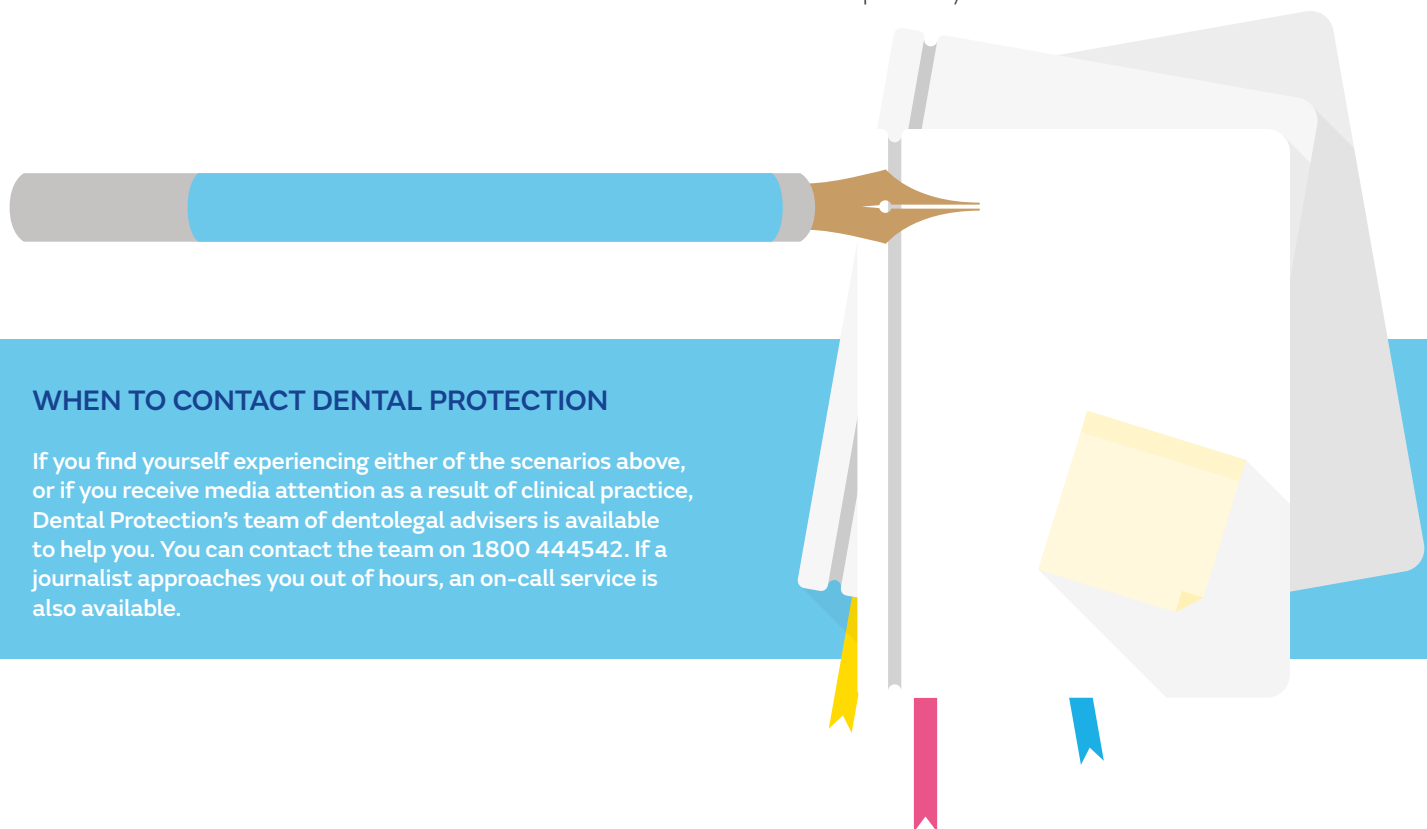 WHEN TO CONTACT DENTAL PROTECTION
If you find yourself experiencing either of the scenarios above,
or if you receive media attention as a result of clinical practice,
Dental Protection’s team of dentolegal advisers is available
to help you. You can contact the team on 1800 444542. If a
journalist approaches you out of hours, an on-call service is
also available.